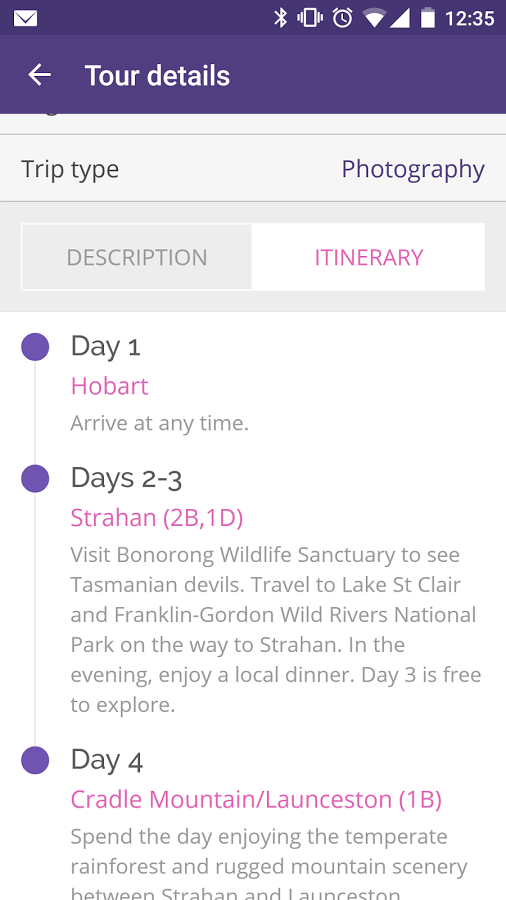 12:35
Tour details
Trip type Photography
DESCRIPTION ITINERARY
Day 1
Hobart
Arrive at any time.
Days 2-3
Strahan (2B,1D)
Visit Bonorong Wildlife Sanctuary to see
Tasmanian devils. Travel to Lake St Clair
and Franklin-Gordon Wild Rivers National
Park on the way to Strahan. In the
evening, enjoy a local dinner. Day 3 is free
to explore.
Day 4
Cradle Mountain/Launceston (1B)
Spend the day enjoying the temperate
rainforest and rugged mountain scenery
between Strahan and Launceston.